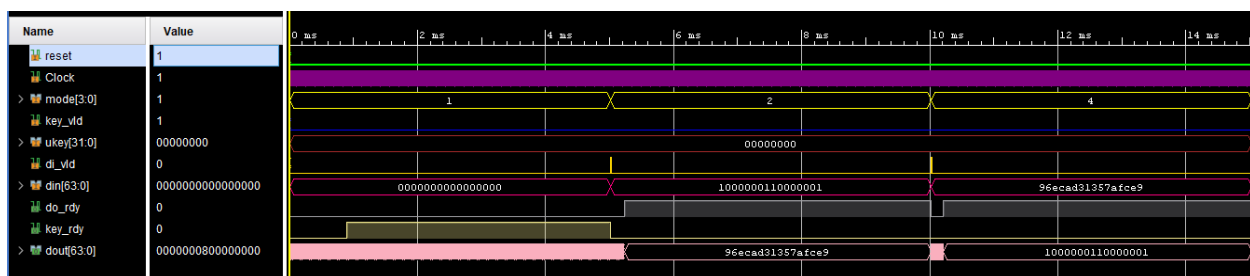 Name Value 0 ms 2 ms 4 ms 6 ms 8 ms 10 ms 12 ms 14 ms
reset 1
Clock 1
> mode[3:0] 1 1 2 4
key_vld 1
> ukey[31:0] 00000000 00000000
di_vld 0
> din[63:0] 0000000000000000 0000000000000000 1000000110000001 96ecad31357afce9
do_rdy 0
key_rdy 0
> dout[63:0] 0000000800000000 96ecad31357afce9 1000000110000001